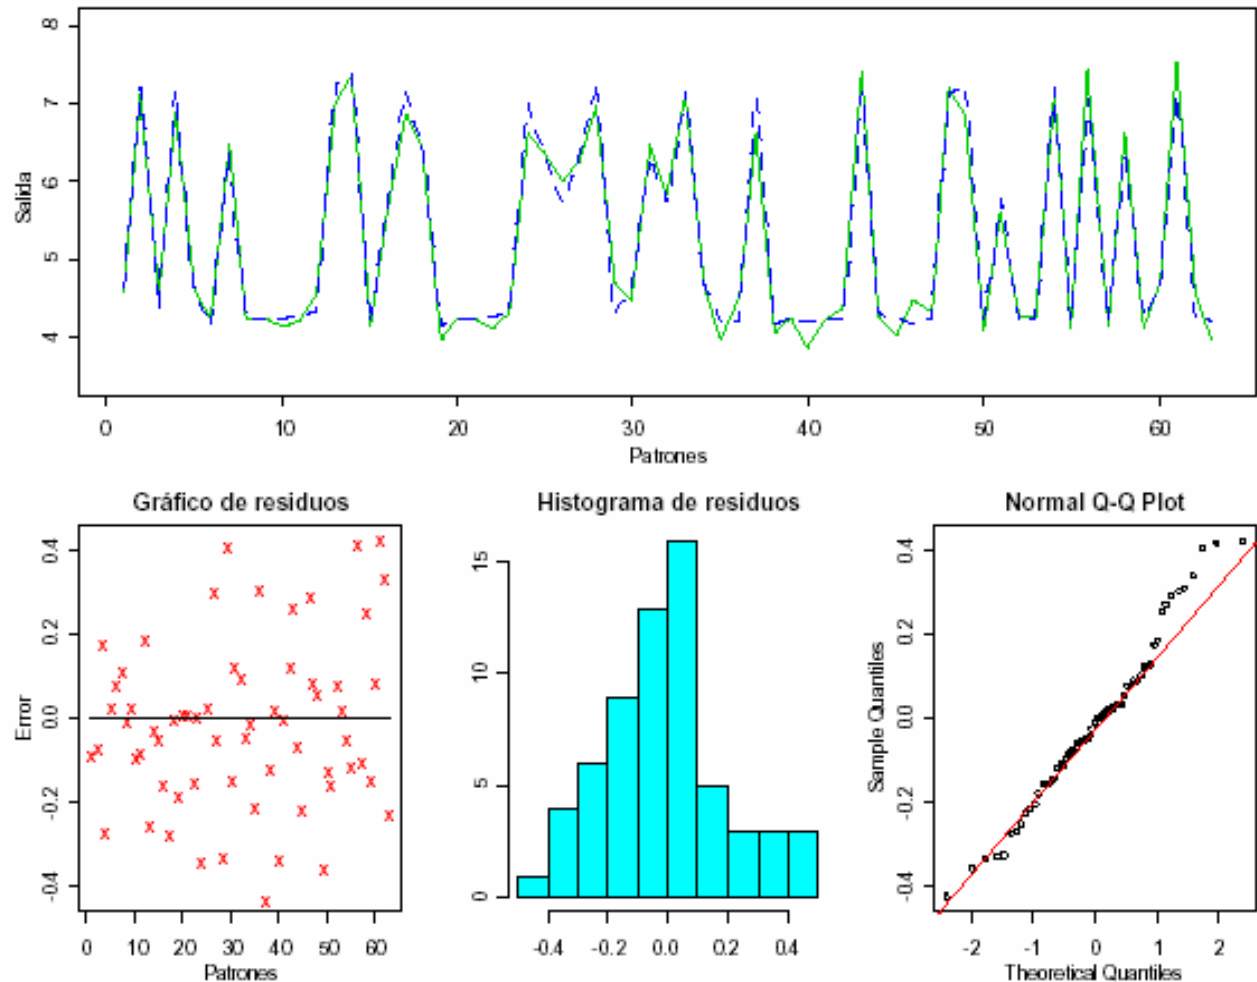 8
7
6
5
4
Salida
0 10 20 30 40 50 60
Patrones
Gráfico de residuos
0.4
0.2
0.0
-0.2
-0.4
Error
0 10 20 30 40 50 60
Patrones
Histograma de residuos
15
10
5
0
-0.4 -0.2 0.0 0.2 0.4
Normal Q-Q Plot
0.4
0.2
0.0
-0.2
-0.4
Sample Quantiles
-2 -1 0 1 2
Theoretical Quantiles